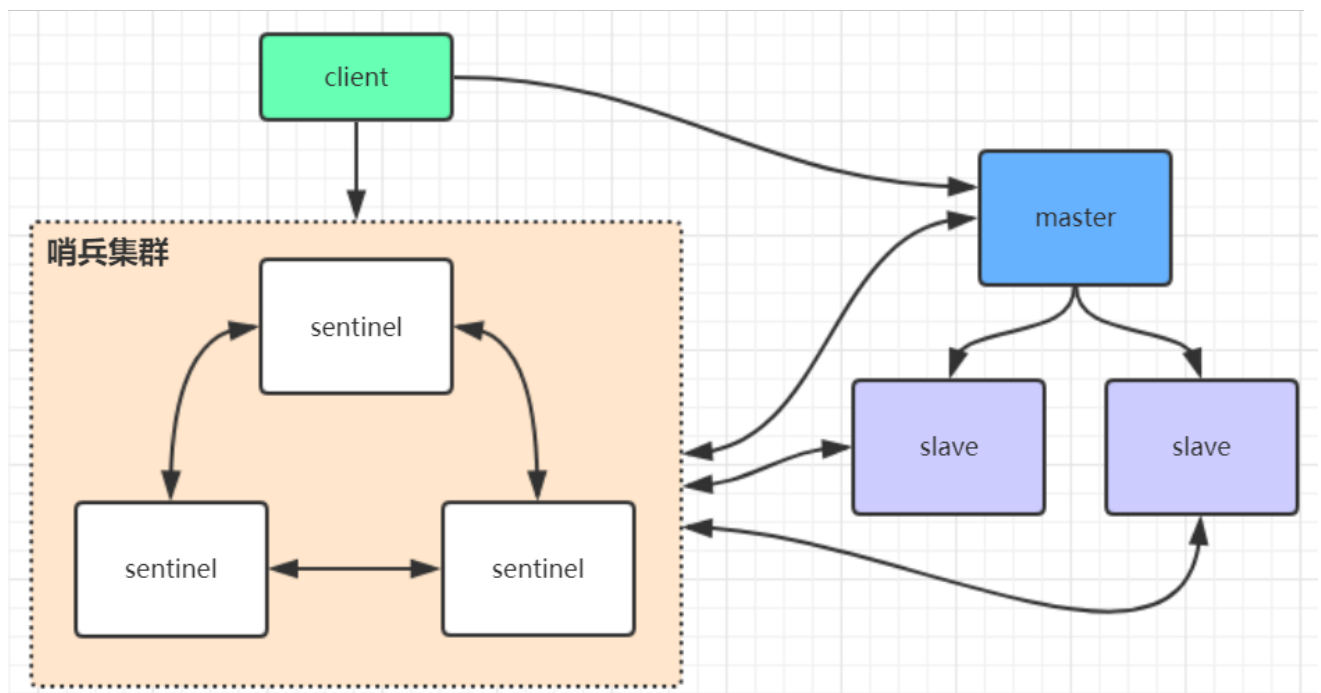 client
master
哨兵集群
sentinel
slave
slave
sentinel
sentinel